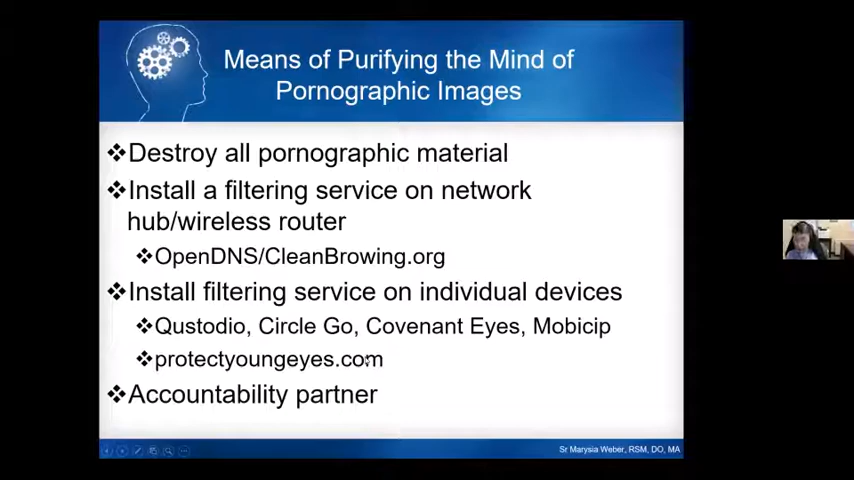 Means of Purifying the Mind of
Pornographic Images
❖Destroy all pornographic material
❖Install a filtering service on network
hub/wireless router
❖OpenDNS/CleanBrowing.org
❖Install filtering service on individual devices
❖Qustodio, Circle Go, Covenant Eyes, Mobicip
❖protectyoungeyes.com
❖Accountability partner
Sr Marysia Weber, RSM, DO, MA